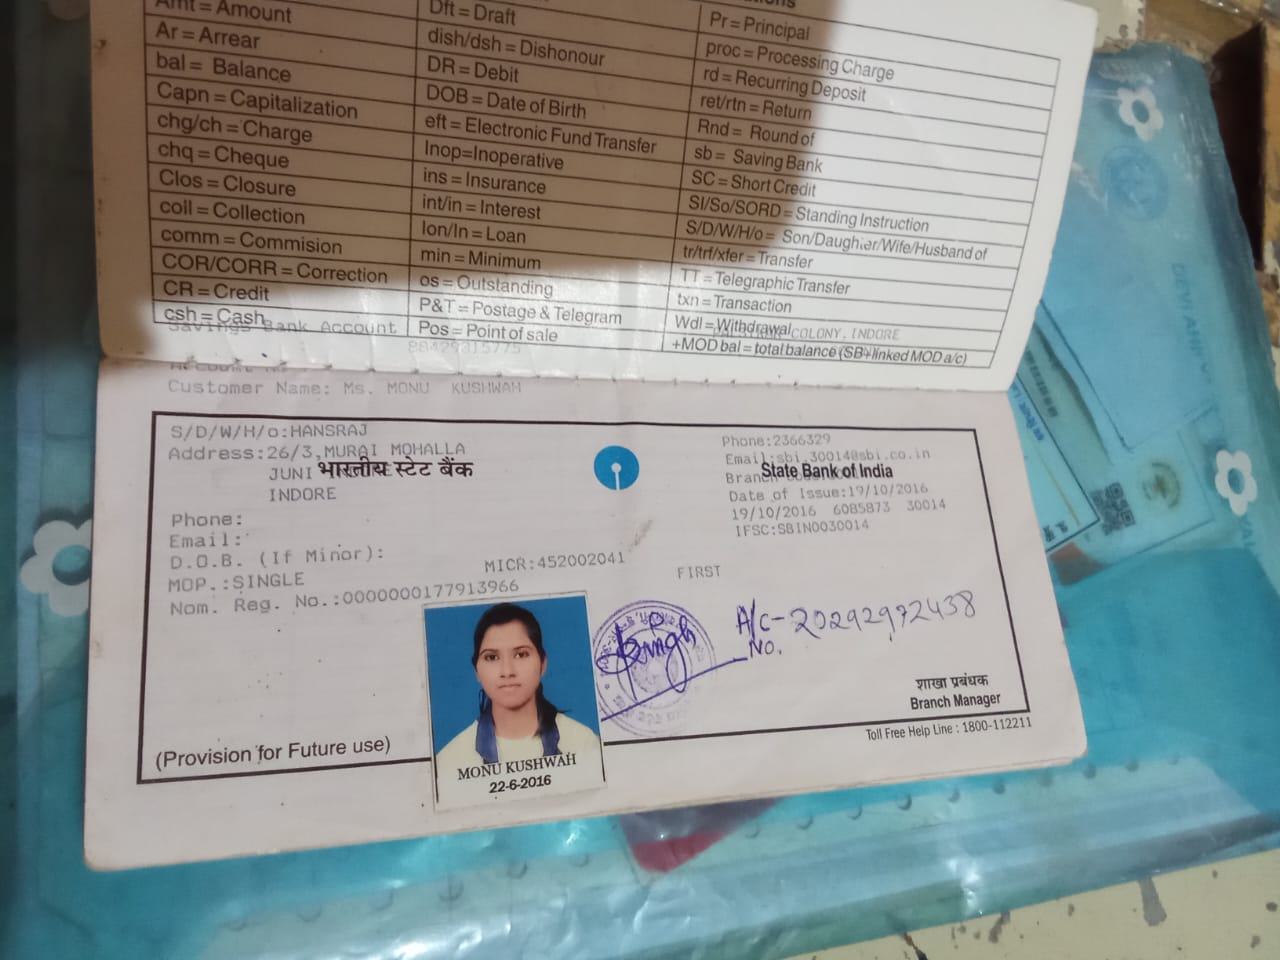 Amt = Amount
Ar = Arrear
bal = Balance
Capn = Capitalization
chg/ch = Charge
chq = Cheque
Clos = Closure
coil = Collection
comm = Commision
COR/CORR = Correction
CR = Credit
csh = Cash
Dft = Draft
dish/dsh = Dishonour
DR = Debit
DOB = Date of Birth
eft = Electronic Fund Transfer
Inop=Inoperative
ins = Insurance
int/in = Interest
Ion/In = Loan
min = Minimum
os = Outstanding
P&T = Postage & Telegram
Pos = Point of sale
Pr = Principal
proc = Processing Charge
rd = Recurring Deposit
ret/rtn = Return
Rnd = Round of
sb = Saving Bank
SC = Short Credit
SI/So/SORD = Standing Instruction
S/D/W/H/o = Son/Daughter/Wife/Husband of
tr/trf/xfer = Transfer
TT = Telegraphic Transfer
txn = Transaction
Wdl = Withdrawal
+MOD bal = total balance (SB+linked MOD a/c)
Savings Bank Account
COLONY, INDORE
Customer Name: Ms. MONU KUSHWAH
S/D/W/H/o:HANSRAJ
Address:26/3,MURAI MOHALLA
JUNI
भारतीय स्टेट बैंक
INDORE
Phone:
Email:
D.O.B. (If Minor):
MOP.:SINGLE
Nom. Reg. No.:0000000177913966
MICR:452002041
Phone:2366329
Email:sbi.30014@sbi.co.in
State Bank of India
Date of Issue:19/10/2016
19/10/2016 6085873 30014
IFSC:SBIN0030014
FIRST
A/c- 20292972438
No.
शाखा प्रबंधक
Branch Manager
(Provision for Future use)
MONU KUSHWAH
22-6-2016
Toll Free Help Line : 1800-112211